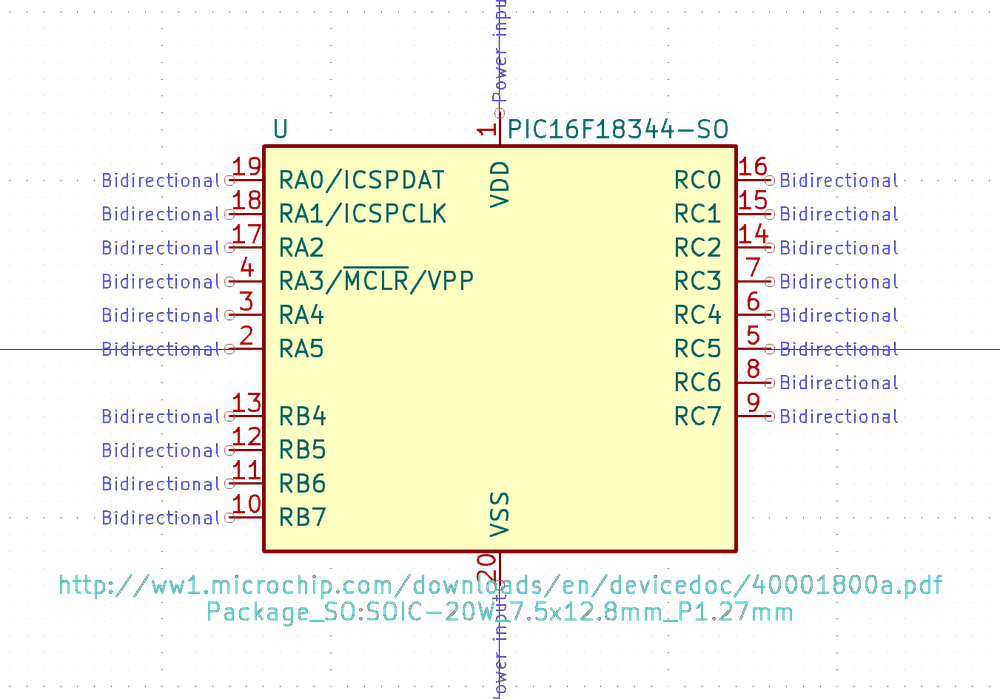 Power input
U
1
PIC16F18344-SO
VDD
Bidirectional 19 RA0/ICSPDAT RC0 16 Bidirectional
Bidirectional 18 RA1/ICSPCLK RC1 15 Bidirectional
Bidirectional 17 RA2 RC2 14 Bidirectional
Bidirectional 4 RA3/MCLR/VPP RC3 7 Bidirectional
Bidirectional 3 RA4 RC4 6 Bidirectional
Bidirectional 2 RA5 RC5 5 Bidirectional
RC6 8 Bidirectional
Bidirectional 13 RB4 RC7 9 Bidirectional
Bidirectional 12 RB5
Bidirectional 11 RB6
Bidirectional 10 RB7
VSS
20
http://ww1.microchip.com/downloads/en/devicedoc/40001800a.pdf
Package_SO:SOIC-20W_7.5x12.8mm_P1.27mm
ower input